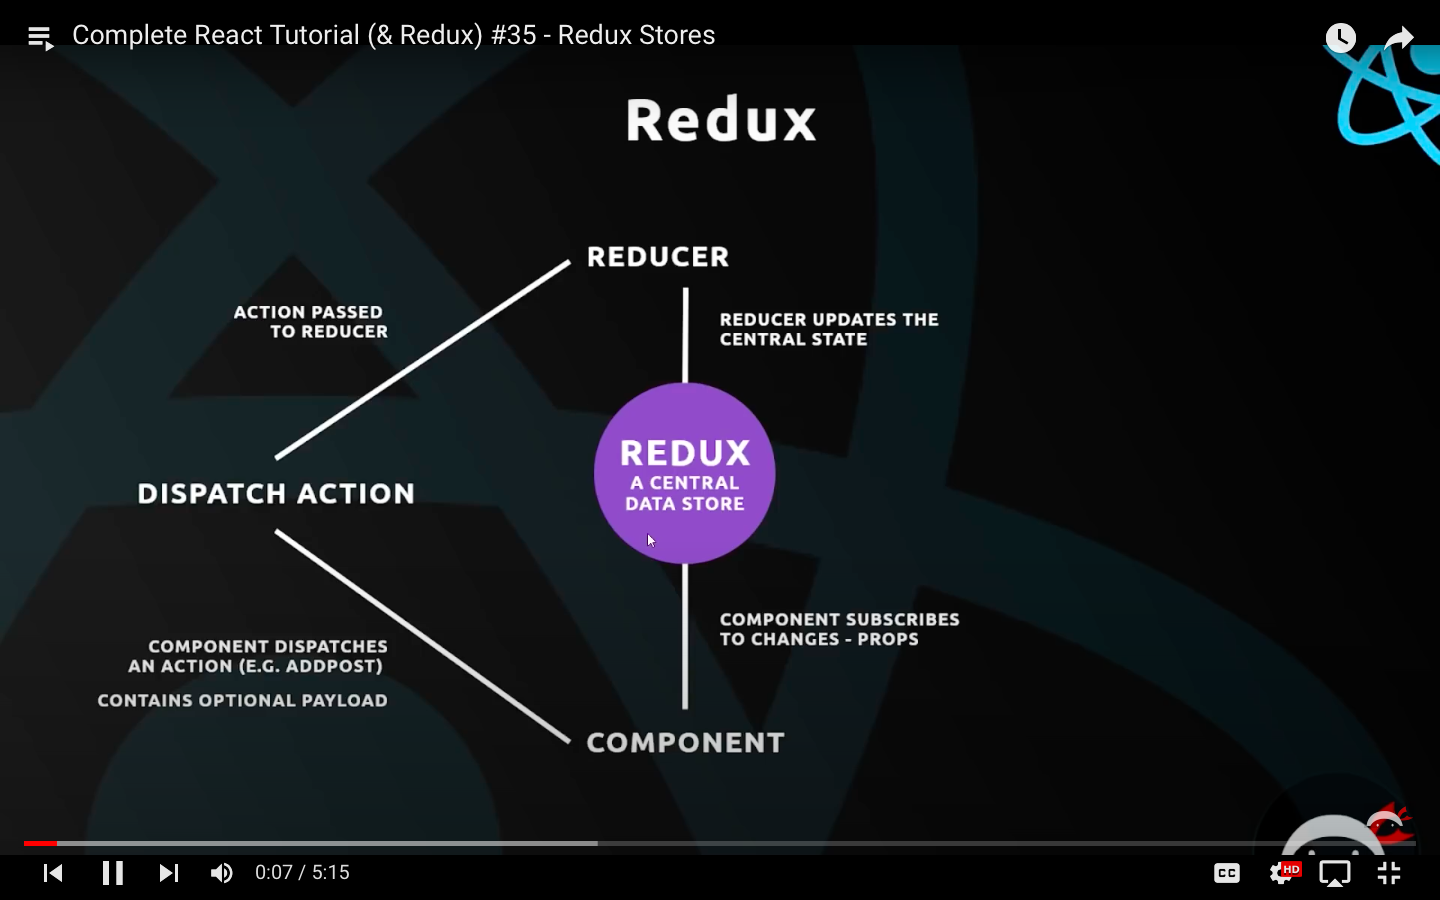 Complete React Tutorial (& Redux) #35 - Redux Stores
Redux
REDUCER
ACTION PASSED
TO REDUCER
REDUCER UPDATES THE
CENTRAL STATE
REDUX
A CENTRAL
DATA STORE
DISPATCH ACTION
COMPONENT SUBSCRIBES
TO CHANGES - PROPS
COMPONENT DISPATCHES
AN ACTION (E.G. ADDPOST)
CONTAINS OPTIONAL PAYLOAD
COMPONENT
0:07 / 5:15
CC
HD